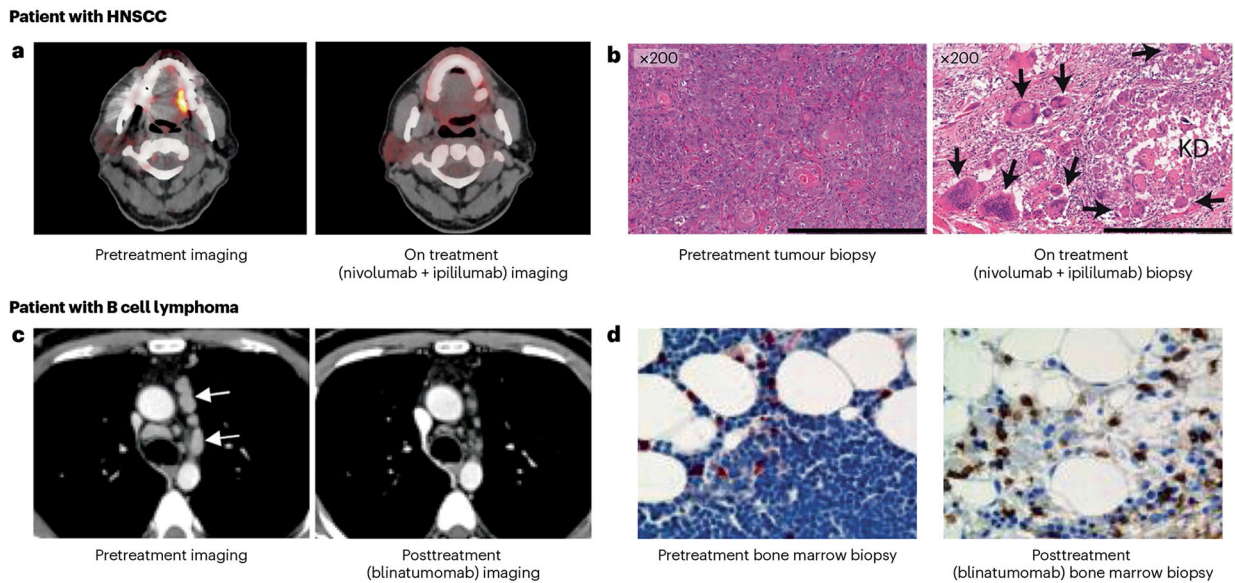 Patient with HNSCC
a
Pretreatment imaging
On treatment
(nivolumab + ipililumab) imaging
b
×200
Pretreatment tumour biopsy
×200
KD
On treatment
(nivolumab + ipililumab) biopsy
Patient with B cell lymphoma
c
Pretreatment imaging
Posttreatment
(blinatumomab) imaging
d
Pretreatment bone marrow biopsy
Posttreatment
(blinatumomab) bone marrow biopsy